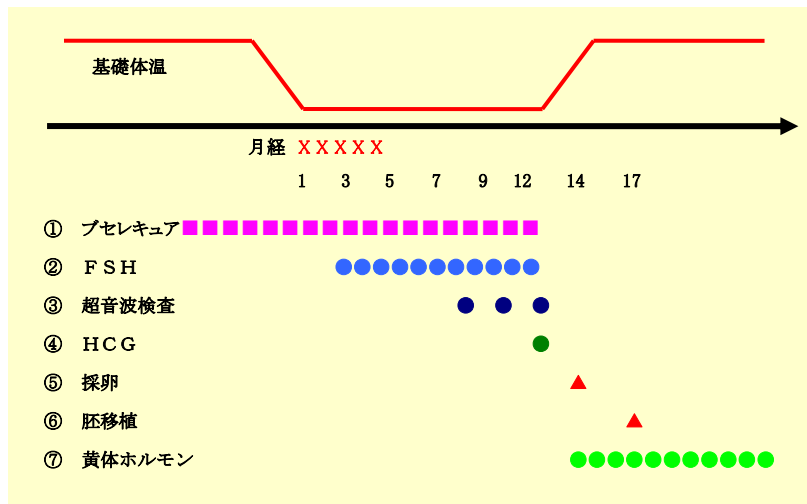 基礎体温
月経 X X X X X
1 3 5 7 9 12 14 17
① ブセレキュア
② ＦＳＨ
③ 超音波検査
④ ＨＣＧ
⑤ 採卵
⑥ 胚移植
⑦ 黄体ホルモン